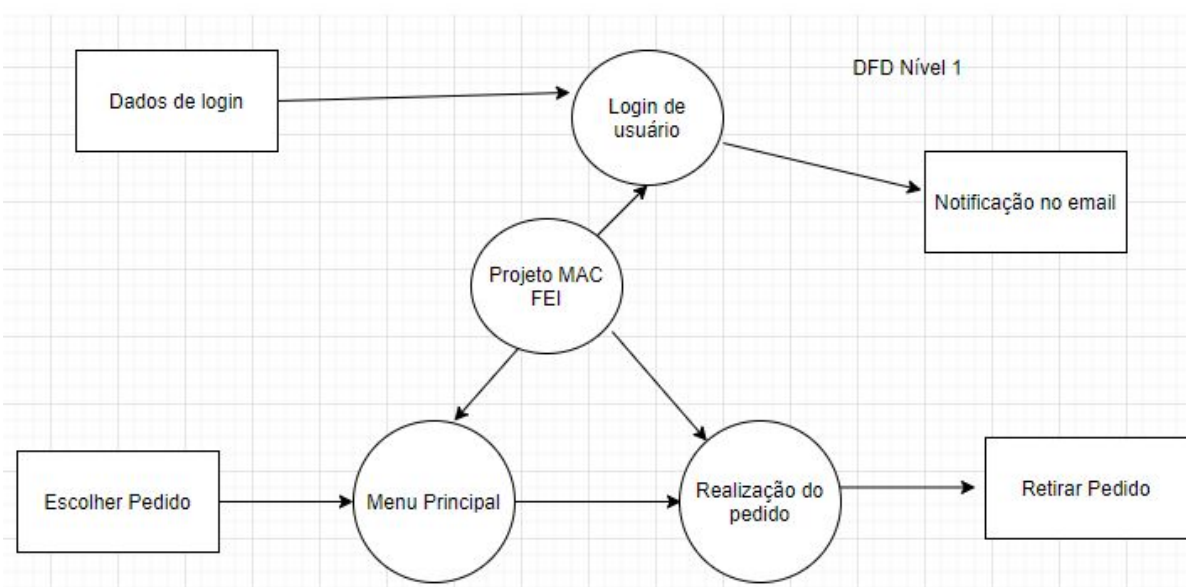 DFD Nível 1
Dados de login
Login de
usuário
Notificação no email
Projeto MAC
FEI
Escolher Pedido
Menu Principal
Realização do
pedido
Retirar Pedido